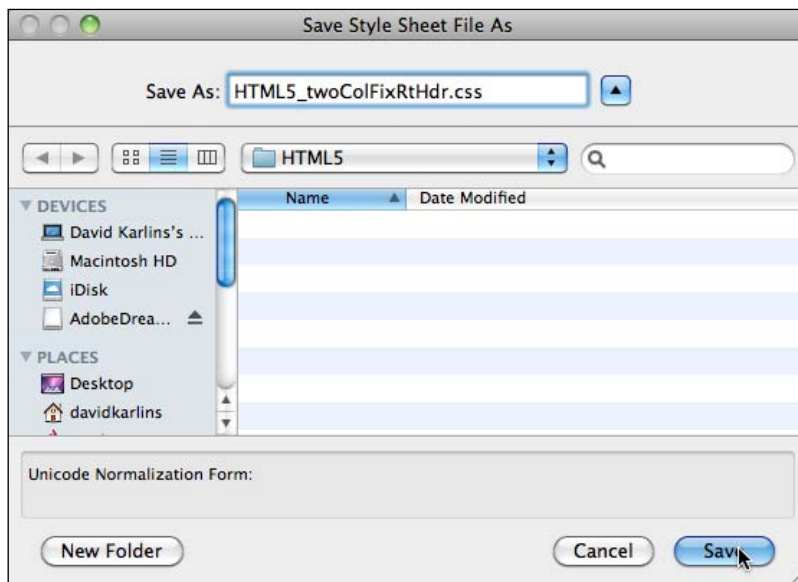 Save Style Sheet File As
Save As: HTML5_twoColFixRtHdr.css
HTML5
Name Date Modified
DEVICES
David Karlins's ...
Macintosh HD
iDisk
AdobeDrea...
PLACES
Desktop
davidkarlins
Unicode Normalization Form:
New Folder Cancel Save